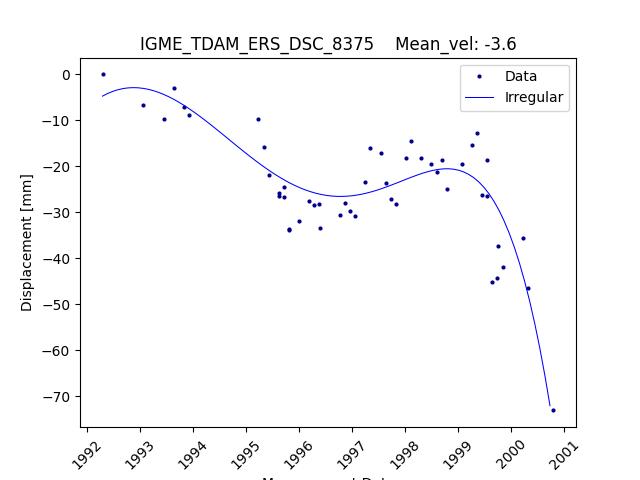 IGME_TDAM_ERS_DSC_8375    Mean_vel: -3.6
Data
Irregular
Displacement [mm]
0
−10
−20
−30
−40
−50
−60
−70
1992 1993 1994 1995 1996 1997 1998 1999 2000 2001